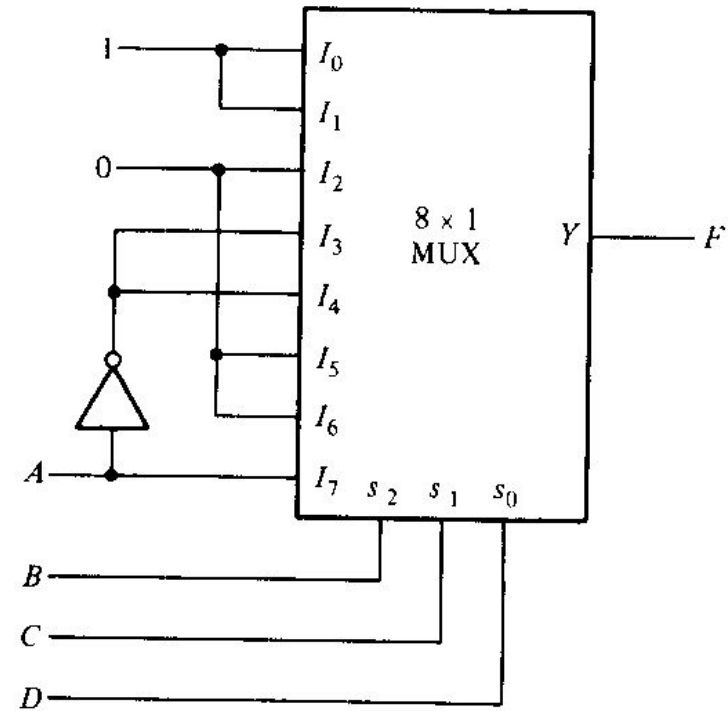 1
I₀
I₁
0
I₂
I₃
8 × 1
MUX
Y
F
I₄
I₅
I₆
A
I₇
s₂
s₁
s₀
B
C
D